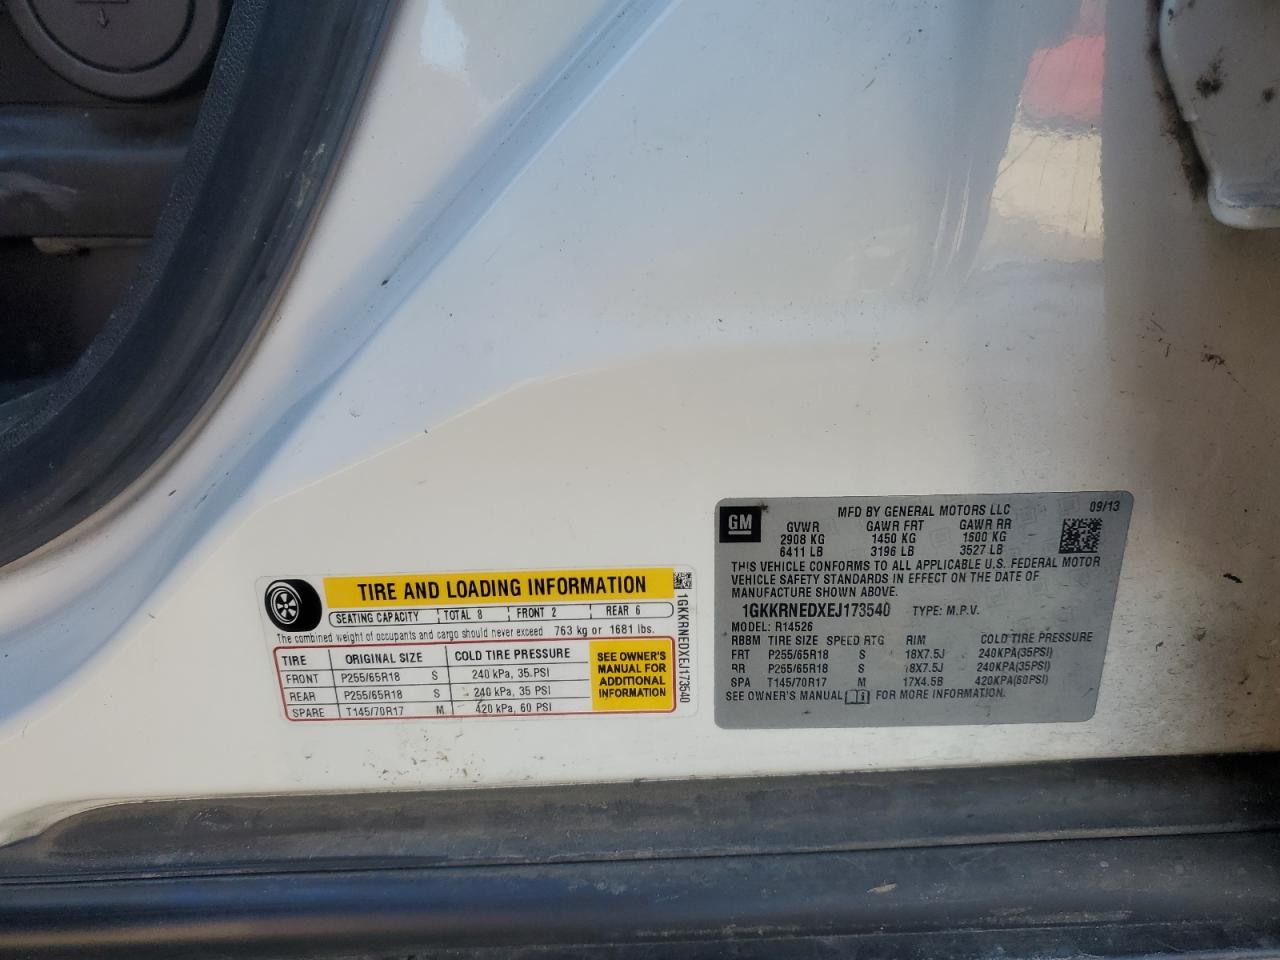 TIRE AND LOADING INFORMATION
SEATING CAPACITY TOTAL 8 FRONT 2 REAR 6
The combined weight of occupants and cargo should never exceed 763 kg or 1681 lbs.
TIRE ORIGINAL SIZE COLD TIRE PRESSURE
FRONT P255/65R18 S 240 kPa, 35 PSI
REAR P255/65R18 S 240 kPa, 35 PSI
SPARE T145/70R17 M 420 kPa, 60 PSI
SEE OWNER'S
MANUAL FOR
ADDITIONAL
INFORMATION
1GKKRNEDXEJ173540
GM
MFD BY GENERAL MOTORS LLC 09/13
GVWR GAWR FRT GAWR RR
2908 KG 1450 KG 1600 KG
6411 LB 3196 LB 3527 LB
THIS VEHICLE CONFORMS TO ALL APPLICABLE U.S. FEDERAL MOTOR
VEHICLE SAFETY STANDARDS IN EFFECT ON THE DATE OF
MANUFACTURE SHOWN ABOVE.
1GKKRNEDXEJ173540 TYPE: M.P.V.
MODEL: R14526
RBBM TIRE SIZE SPEED RTG RIM COLD TIRE PRESSURE
FRT P255/65R18 S 18X7.5J 240KPA(35PSI)
RR P255/65R18 S 18X7.5J 240KPA(35PSI)
SPA T145/70R17 M 17X4.5B 420KPA(60PSI)
SEE OWNER'S MANUAL FOR MORE INFORMATION.